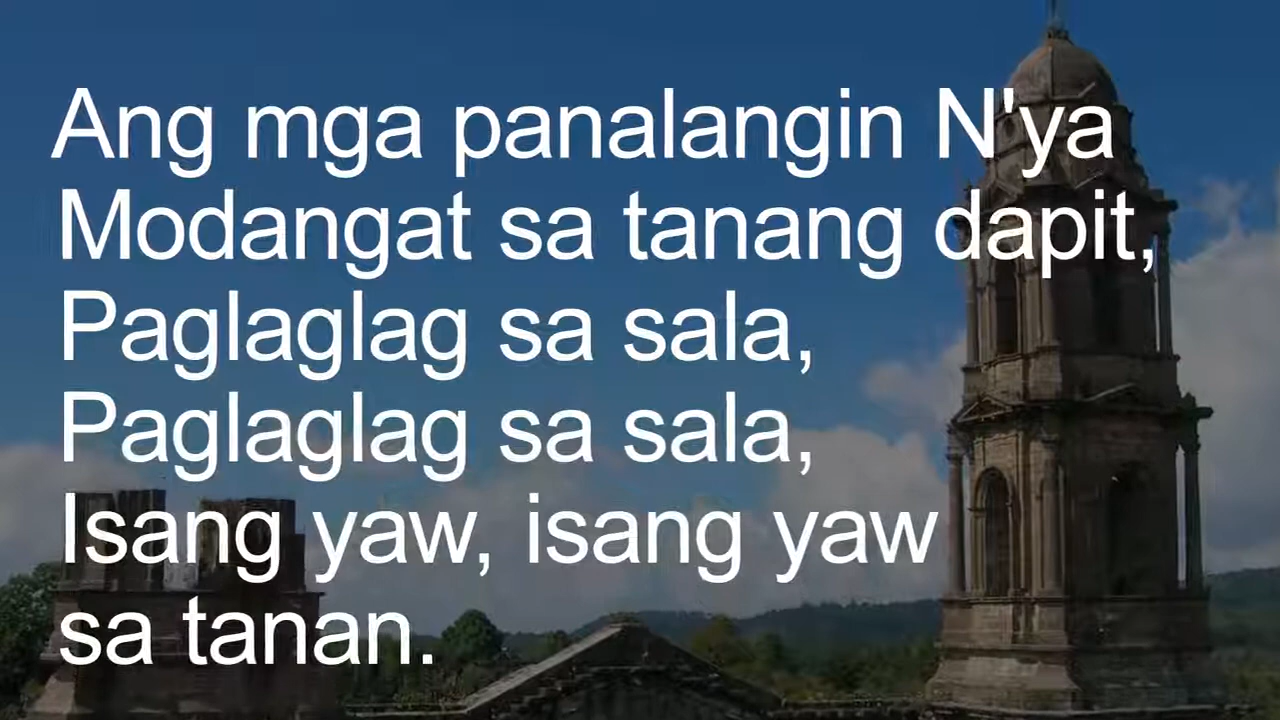 Ang mga panalangin N'ya
Modangat sa tanang dapit,
Paglaglag sa sala,
Paglaglag sa sala,
Isang yaw, isang yaw
sa tanan.